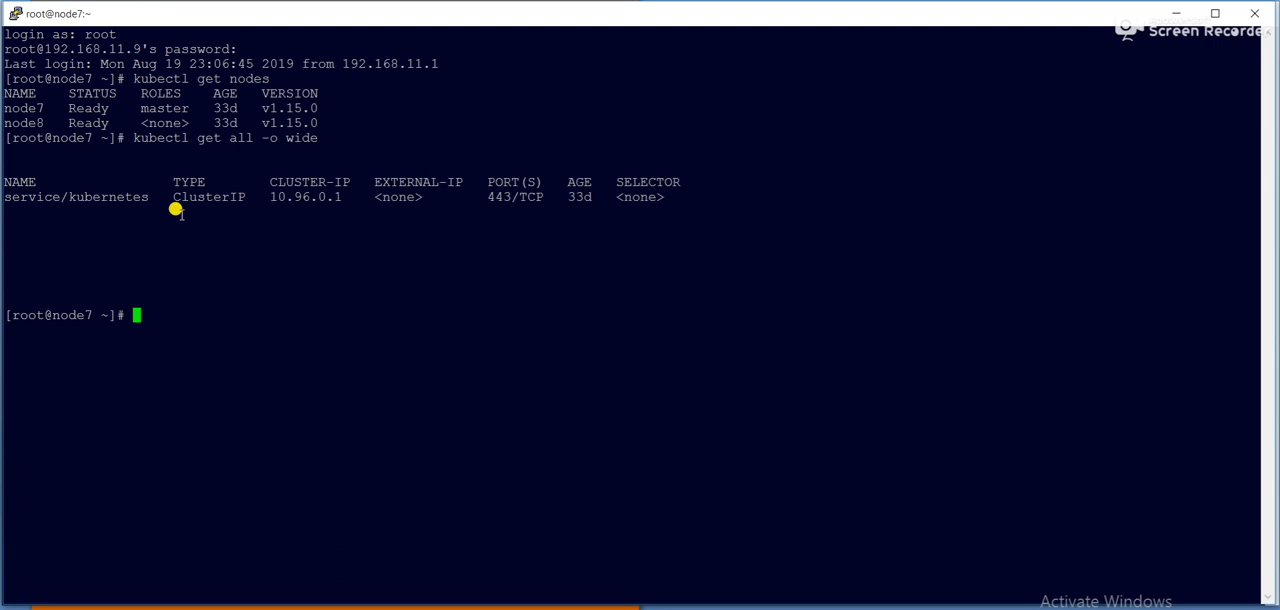 root@node7:~
Screen Recorde
login as: root
root@192.168.11.9's password:
Last login: Mon Aug 19 23:06:45 2019 from 192.168.11.1
[root@node7 ~]# kubectl get nodes
NAME    STATUS   ROLES    AGE   VERSION
node7   Ready    master   33d   v1.15.0
node8   Ready    <none>   33d   v1.15.0
[root@node7 ~]# kubectl get all -o wide
NAME                 TYPE        CLUSTER-IP   EXTERNAL-IP   PORT(S)   AGE   SELECTOR
service/kubernetes   ClusterIP   10.96.0.1    <none>        443/TCP   33d   <none>
[root@node7 ~]#
Activate Windows